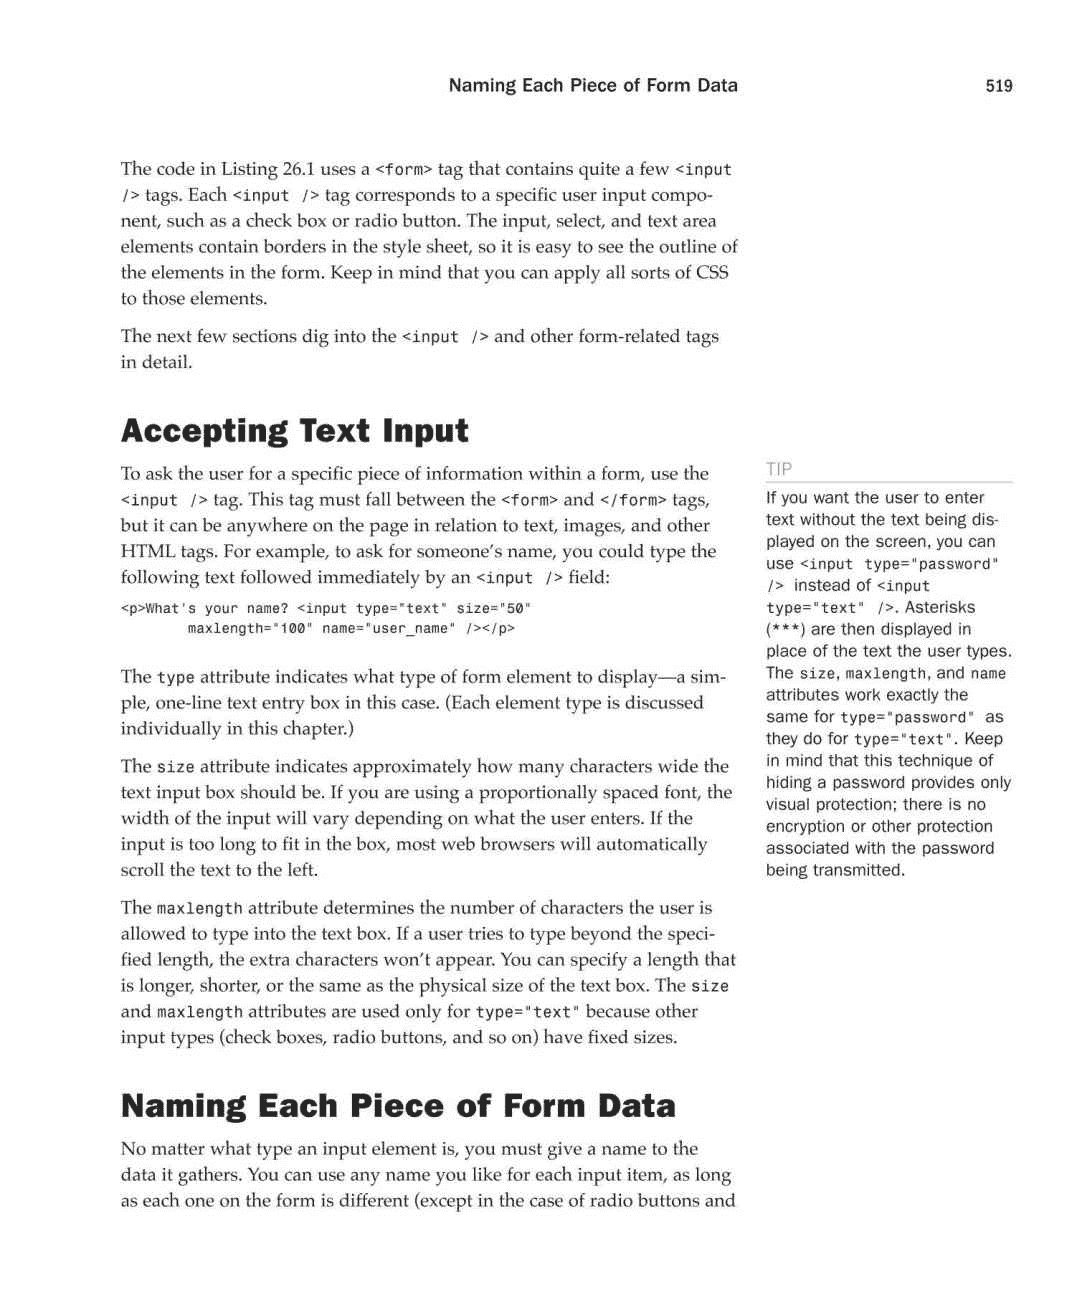 Naming Each Piece of Form Data 519
The code in Listing 26.1 uses a <form> tag that contains quite a few <input
/> tags. Each <input /> tag corresponds to a specific user input compo-
nent, such as a check box or radio button. The input, select, and text area
elements contain borders in the style sheet, so it is easy to see the outline of
the elements in the form. Keep in mind that you can apply all sorts of CSS
to those elements.
The next few sections dig into the <input /> and other form-related tags
in detail.
Accepting Text Input
To ask the user for a specific piece of information within a form, use the
<input /> tag. This tag must fall between the <form> and </form> tags,
but it can be anywhere on the page in relation to text, images, and other
HTML tags. For example, to ask for someone's name, you could type the
following text followed immediately by an <input /> field:
<p>What's your name? <input type="text" size="50"
maxlength="100" name="user_name" /></p>
The type attribute indicates what type of form element to display—a sim-
ple, one-line text entry box in this case. (Each element type is discussed
individually in this chapter.)
The size attribute indicates approximately how many characters wide the
text input box should be. If you are using a proportionally spaced font, the
width of the input will vary depending on what the user enters. If the
input is too long to fit in the box, most web browsers will automatically
scroll the text to the left.
The maxlength attribute determines the number of characters the user is
allowed to type into the text box. If a user tries to type beyond the speci-
fied length, the extra characters won't appear. You can specify a length that
is longer, shorter, or the same as the physical size of the text box. The size
and maxlength attributes are used only for type="text" because other
input types (check boxes, radio buttons, and so on) have fixed sizes.
Naming Each Piece of Form Data
No matter what type an input element is, you must give a name to the
data it gathers. You can use any name you like for each input item, as long
as each one on the form is different (except in the case of radio buttons and
TIP
If you want the user to enter
text without the text being dis-
played on the screen, you can
use <input type="password"
/> instead of <input
type="text" />. Asterisks
(***) are then displayed in
place of the text the user types.
The size, maxlength, and name
attributes work exactly the
same for type="password" as
they do for type="text". Keep
in mind that this technique of
hiding a password provides only
visual protection; there is no
encryption or other protection
associated with the password
being transmitted.